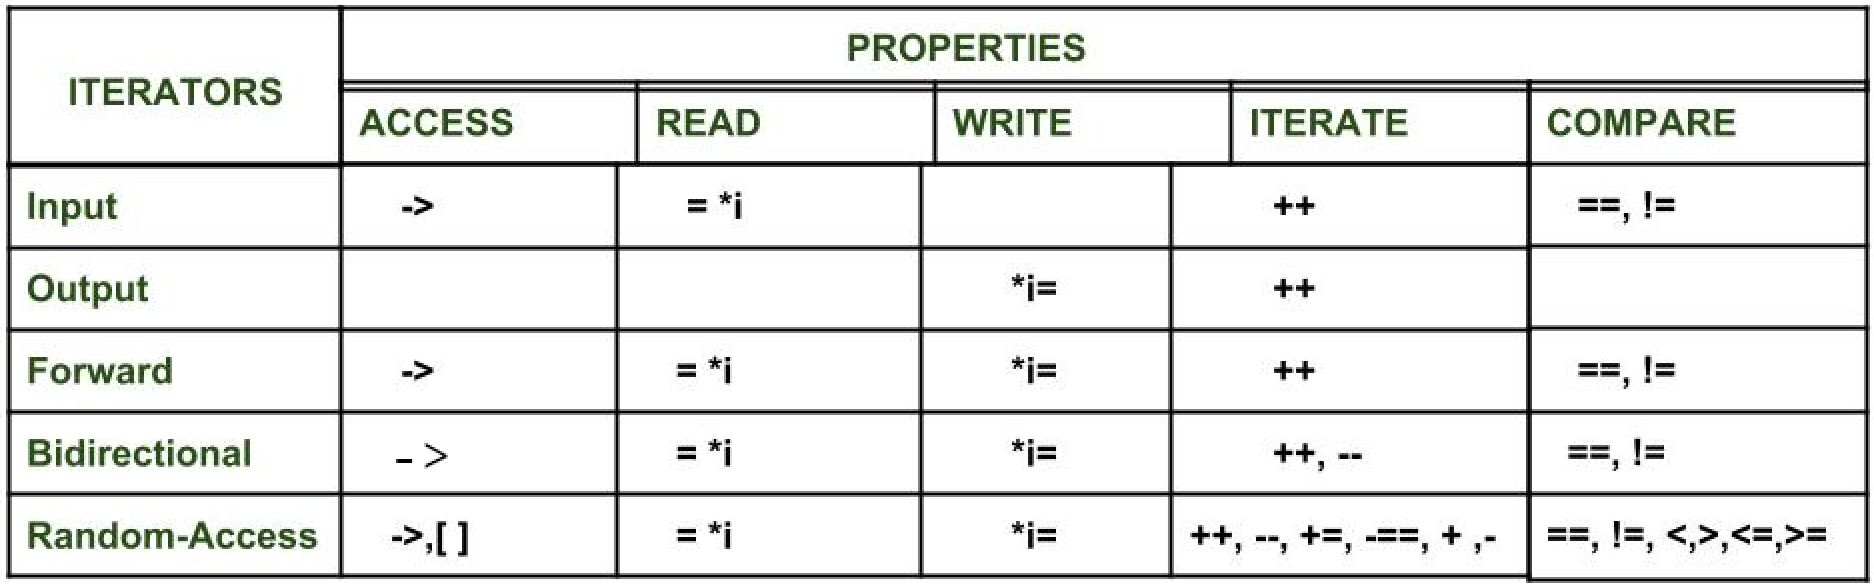 PROPERTIES
ITERATORS
ACCESS READ WRITE ITERATE COMPARE
Input -> = *i ++ ==, !=
Output *i= ++
Forward -> = *i *i= ++ ==, !=
Bidirectional – > = *i *i= ++, -- ==, !=
Random-Access ->,[ ] = *i *i= ++, --, +=, -==, + ,- ==, !=, <,>,<=,>=